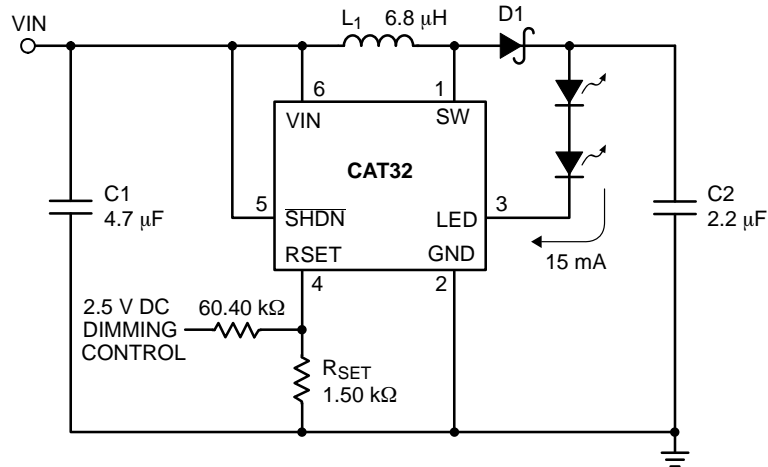 VIN
L1 6.8 μH
D1
6
1
VIN
SW
CAT32
C1
4.7 μF
5
SHDN
LED
3
C2
2.2 μF
RSET
GND
4
2
15 mA
2.5 V DC
DIMMING
CONTROL
60.40 kΩ
RSET
1.50 kΩ